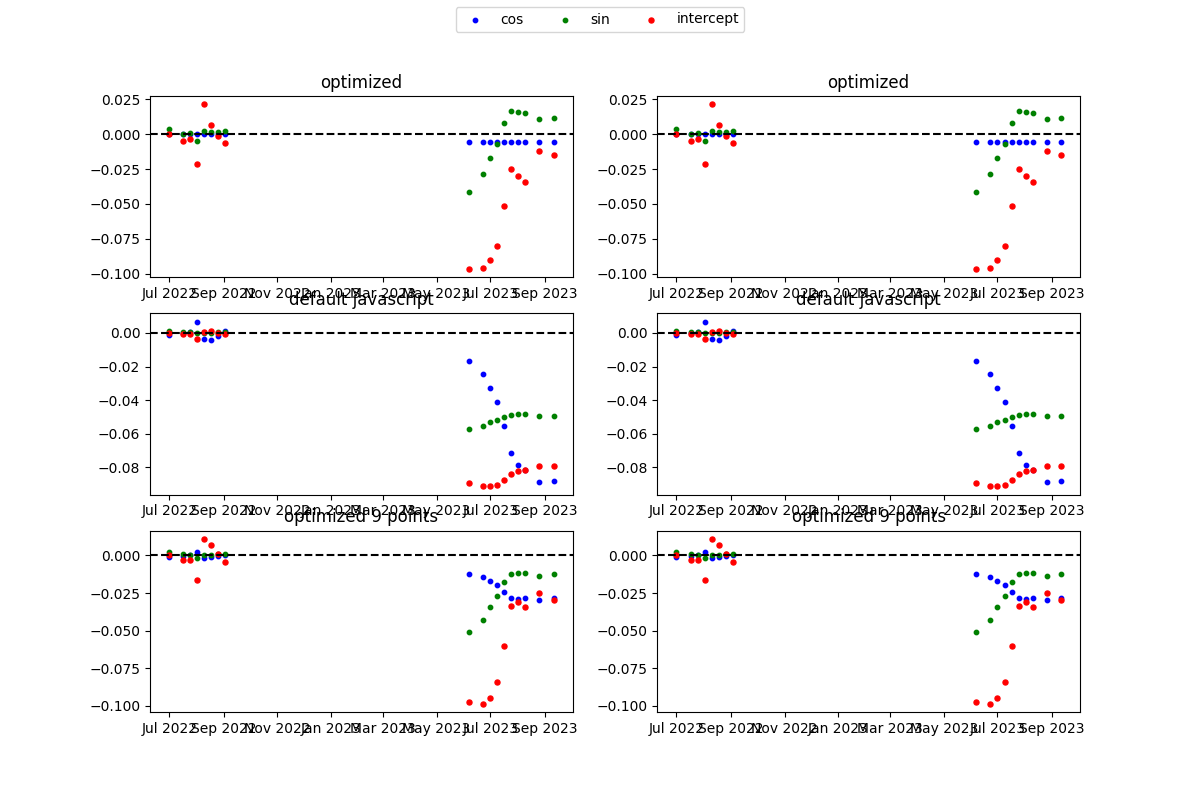 cos sin intercept
optimized optimized
0.025 0.025
0.000 0.000
−0.025 −0.025
−0.050 −0.050
−0.075 −0.075
−0.100 −0.100
Jul 2022 Sep 2022 Nov 2022 Jan 2023 Mar 2023 May 2023 Jul 2023 Sep 2023 Jul 2022 Sep 2022 Nov 2022 Jan 2023 Mar 2023 May 2023 Jul 2023 Sep 2023
default javascript default javascript
0.00 0.00
−0.02 −0.02
−0.04 −0.04
−0.06 −0.06
−0.08 −0.08
Jul 2022 Sep 2022 Nov 2022 Jan 2023 Mar 2023 May 2023 Jul 2023 Sep 2023 Jul 2022 Sep 2022 Nov 2022 Jan 2023 Mar 2023 May 2023 Jul 2023 Sep 2023
optimized 9 points optimized 9 points
0.000 0.000
−0.025 −0.025
−0.050 −0.050
−0.075 −0.075
−0.100 −0.100
Jul 2022 Sep 2022 Nov 2022 Jan 2023 Mar 2023 May 2023 Jul 2023 Sep 2023 Jul 2022 Sep 2022 Nov 2022 Jan 2023 Mar 2023 May 2023 Jul 2023 Sep 2023